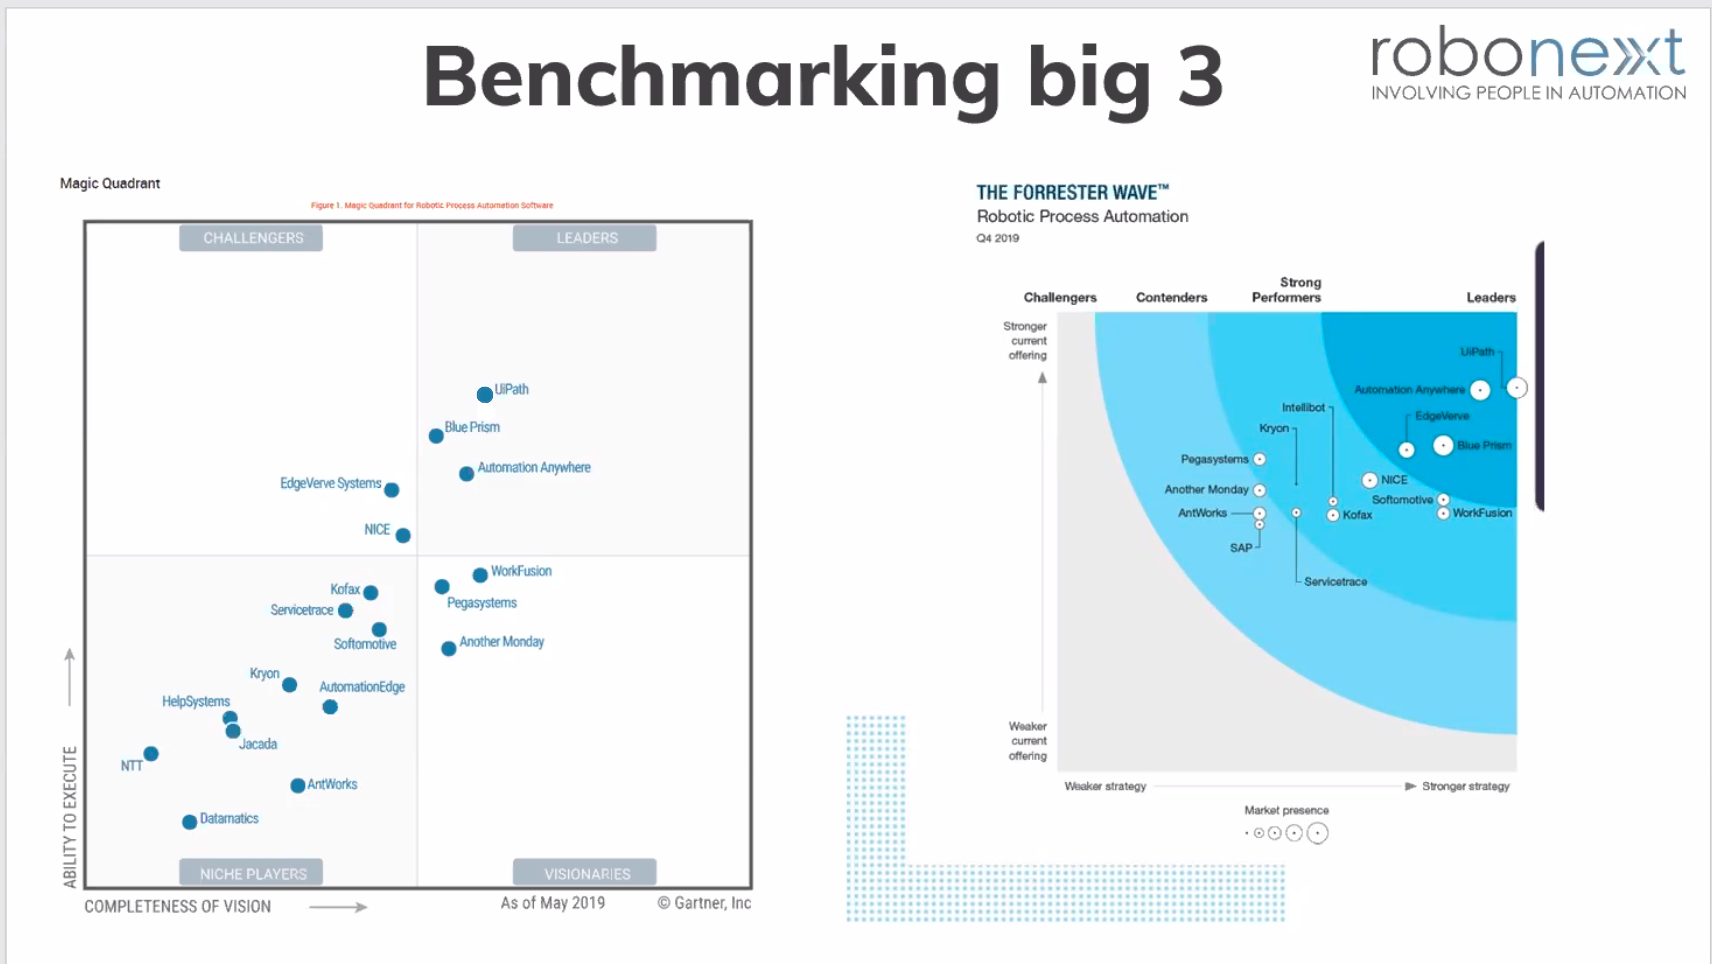 Benchmarking big 3
robonexxt
INVOLVING PEOPLE IN AUTOMATION
Magic Quadrant
Figure 1. Magic Quadrant for Robotic Process Automation Software
CHALLENGERS
LEADERS
UiPath
Blue Prism
Automation Anywhere
EdgeVerve Systems
NICE
WorkFusion
Kofax
Pegasystems
Servicetrace
Softomotive
Another Monday
Kryon
AutomationEdge
HelpSystems
Jacada
NTT
AntWorks
Datamatics
NICHE PLAYERS
VISIONARIES
ABILITY TO EXECUTE
COMPLETENESS OF VISION
As of May 2019
© Gartner, Inc
THE FORRESTER WAVE™
Robotic Process Automation
Q4 2019
Challengers
Contenders
Strong
Performers
Leaders
Stronger
current
offering
UiPath
Automation Anywhere
Intellibot
EdgeVerve
Kryon
Blue Prism
Pegasystems
NICE
Another Monday
Softomotive
AntWorks
Kofax
WorkFusion
SAP
Servicetrace
Weaker
current
offering
Weaker strategy
Stronger strategy
Market presence